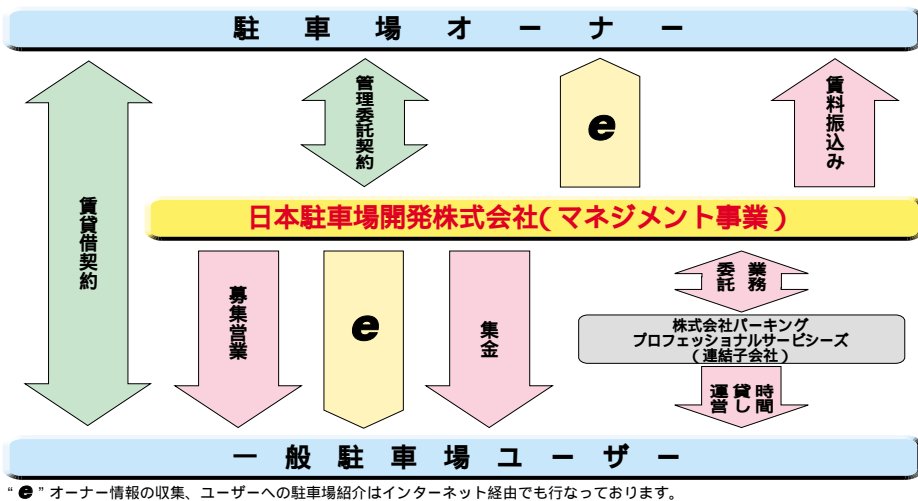 駐車場オーナー
管理委託契約
e
賃料振込み
賃貸借契約
日本駐車場開発株式会社(マネジメント事業)
募集営業
e
集金
業務
委託
株式会社パーキング
プロフェッショナルサービシーズ
(連結子会社)
時間
貸し
運営
一般駐車場ユーザー
“e”オーナー情報の収集、ユーザーへの駐車場紹介はインターネット経由でも行なっております。